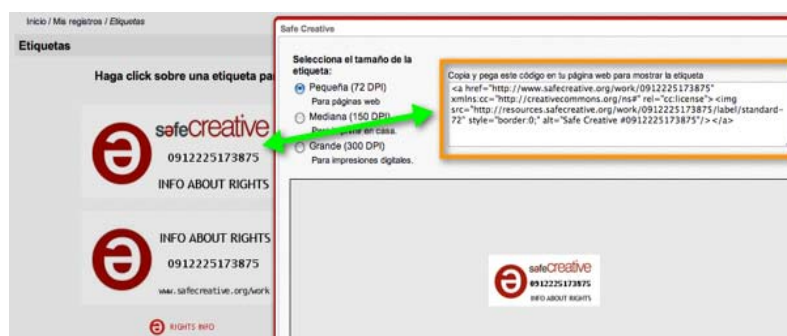 Inicio / Mis registros / Etiquetas
Etiquetas
Haga click sobre una etiqueta pa
safeCreative
0912225173875
INFO ABOUT RIGHTS
INFO ABOUT RIGHTS
0912225173875
www.safecreative.org/work
RIGHTS INFO
Safe Creative
Selecciona el tamaño de la
etiqueta:
Pequeña (72 DPI)
Para páginas web
Mediana (150 DPI)
Para imprimir en casa.
Grande (300 DPI)
Para impresiones digitales.
Copia y pega este código en tu página web para mostrar la etiqueta
<a href="http://www.safecreative.org/work/0912225173875"
xmlns:cc="http://creativecommons.org/ns#" rel="cc:license"><img
src="http://resources.safecreative.org/work/0912225173875/label/standard-
72" style="border:0;" alt="Safe Creative #0912225173875"/></a>
safeCreative
0912225173875
INFO ABOUT RIGHTS